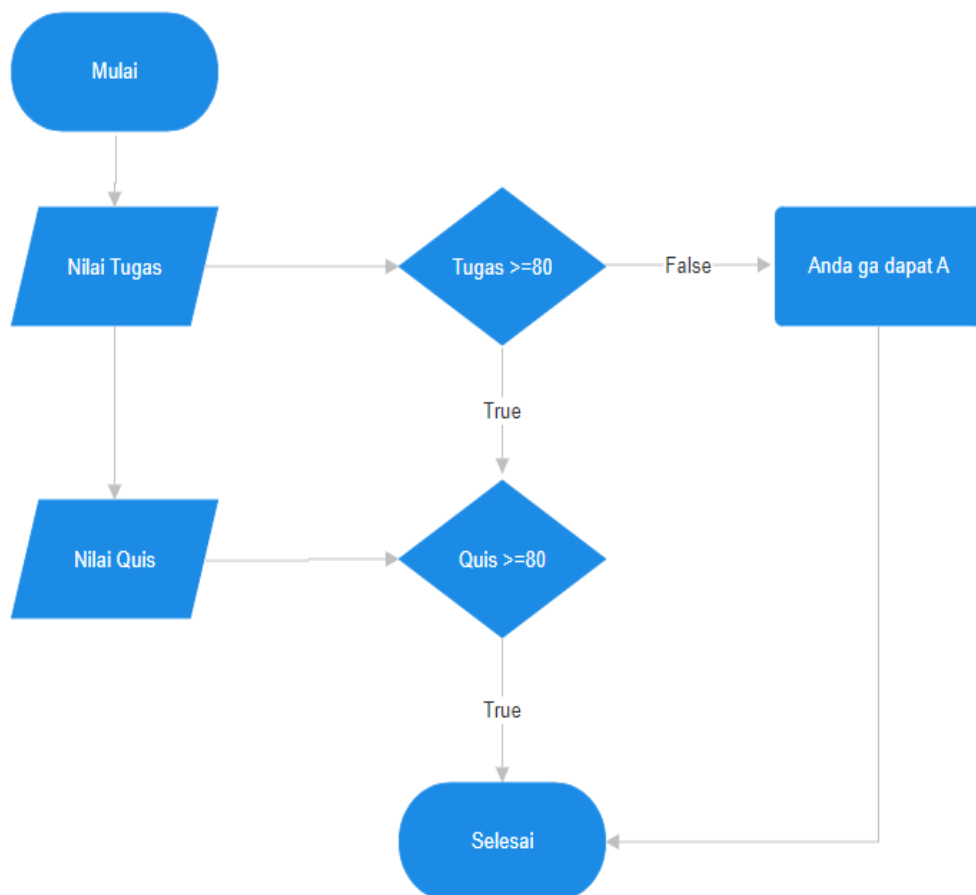 Mulai
Nilai Tugas
Tugas >=80
False
Anda ga dapat A
True
Nilai Quis
Quis >=80
True
Selesai